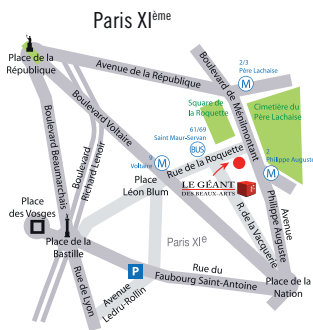 Paris XIème
Place de la
République
Avenue de la République
2/3
Père Lachaise
M
Boulevard de Ménilmontant
Boulevard Voltaire
Square de
la Roquette
Cimetière du
Père Lachaise
Boulevard Beaumarchais
Boulevard
Richard Lenoir
61/69
Saint Maur-Servan
BUS
9
Voltaire
M
Rue de la Roquette
2
Philippe Auguste
M
Place
Léon Blum
LE GÉANT
DES BEAUX-ARTS
R. de la Vacquerie
Avenue
Philippe Auguste
Place
des Vosges
Place de la
Bastille
Paris XIe
P
Rue du
Faubourg Saint-Antoine
Place de la
Nation
Rue de Lyon
Avenue
Ledru-Rollin